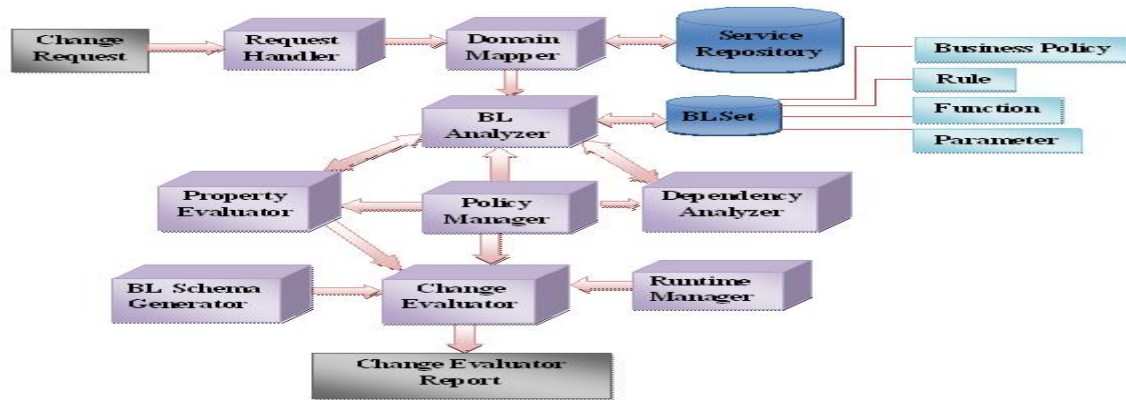 Change
Request
Request
Handler
Domain
Mapper
Service
Repository
Business Policy
Rule
Function
Parameter
BL
Analyzer
BLSet
Property
Evaluator
Policy
Manager
Dependency
Analyzer
BL Schema
Generator
Change
Evaluator
Runtime
Manager
Change Evaluator
Report